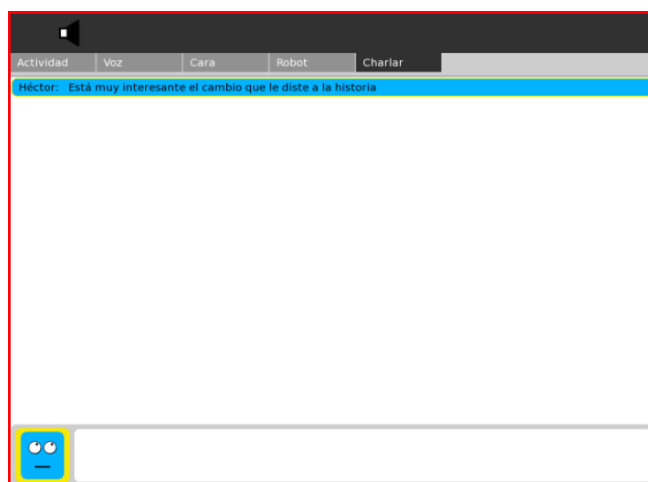 Actividad Voz Cara Robot Charlar
Héctor: Está muy interesante el cambio que le diste a la historia